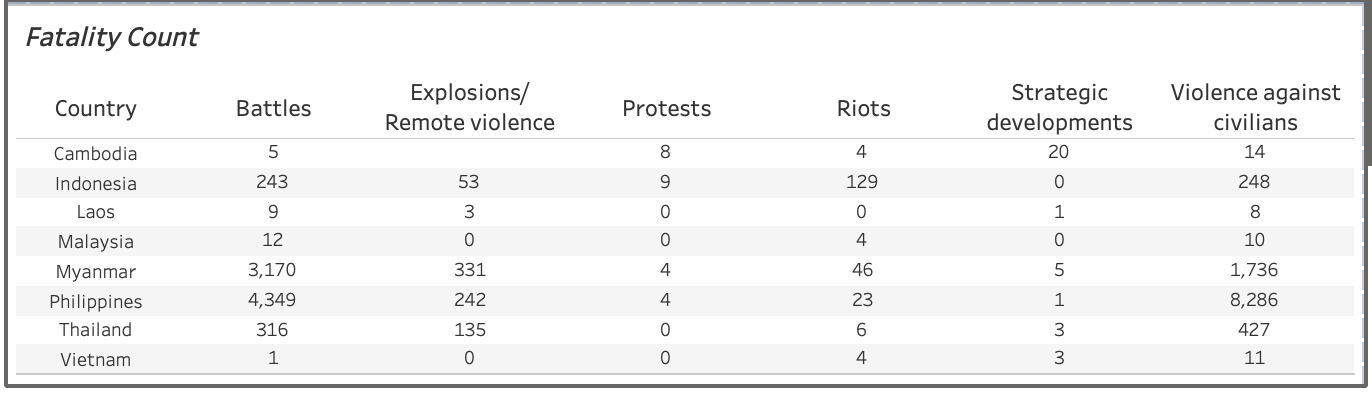 Fatality Count
Country Battles Explosions/ Remote violence Protests Riots Strategic developments Violence against civilians
Cambodia 5 8 4 20 14
Indonesia 243 53 9 129 0 248
Laos 9 3 0 0 1 8
Malaysia 12 0 0 4 0 10
Myanmar 3,170 331 4 46 5 1,736
Philippines 4,349 242 4 23 1 8,286
Thailand 316 135 0 6 3 427
Vietnam 1 0 0 4 3 11